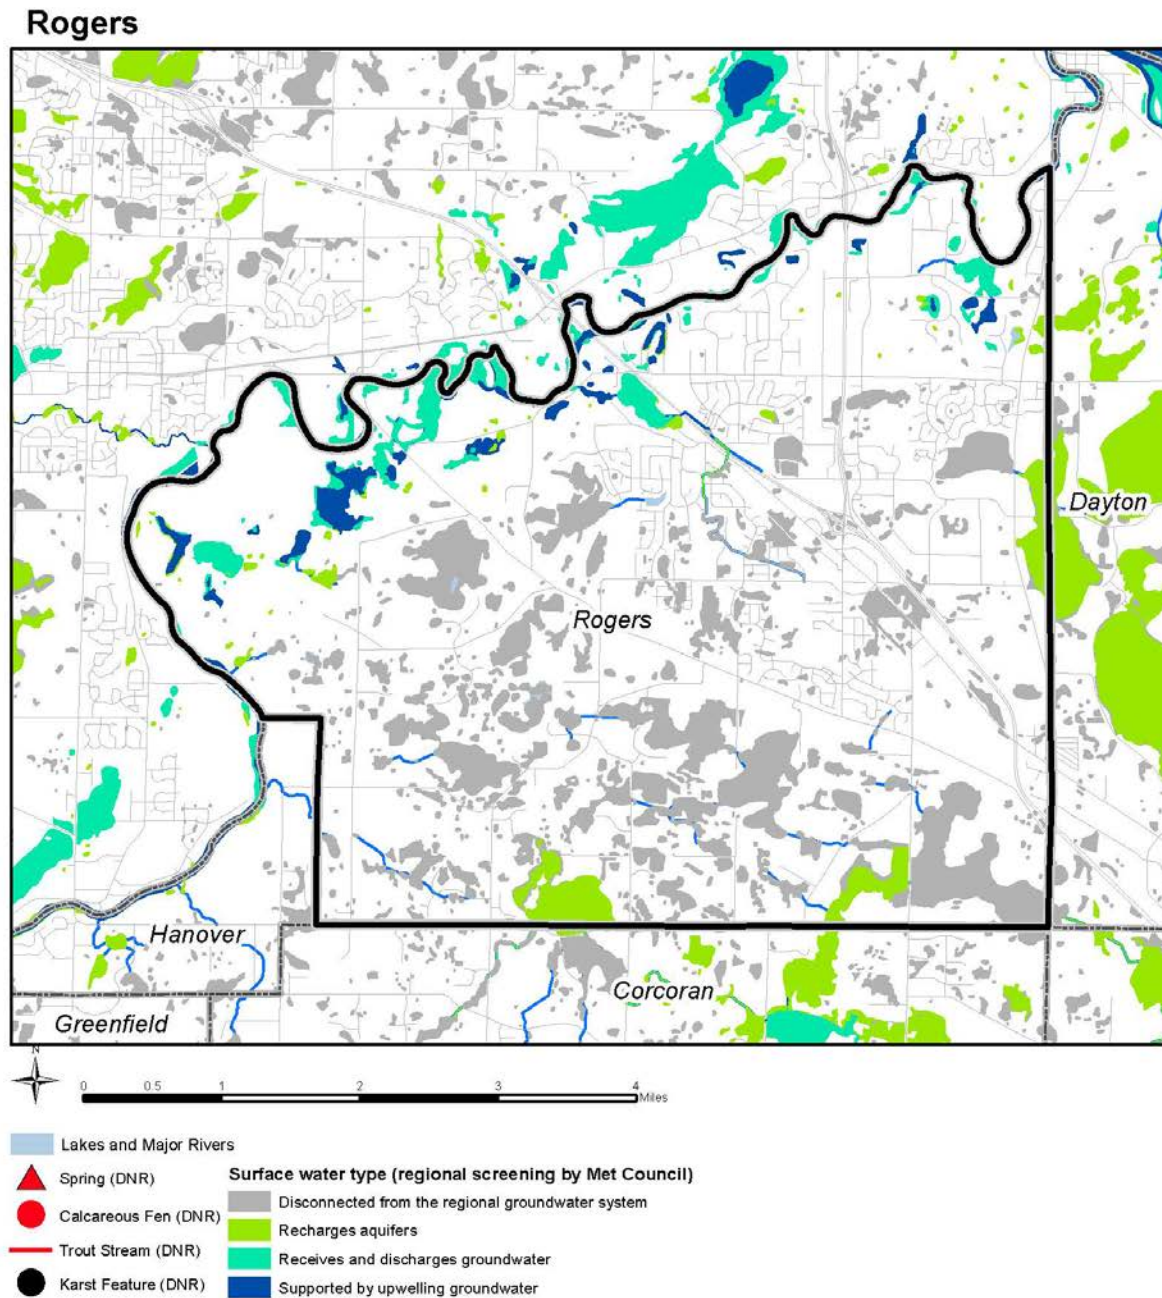 Rogers
Dayton
Rogers
Hanover
Corcoran
Greenfield
N
0 0.5 1 2 3 4
Miles
Lakes and Major Rivers
Spring (DNR)
Calcareous Fen (DNR)
Trout Stream (DNR)
Karst Feature (DNR)
Surface water type (regional screening by Met Council)
Disconnected from the regional groundwater system
Recharges aquifers
Receives and discharges groundwater
Supported by upwelling groundwater